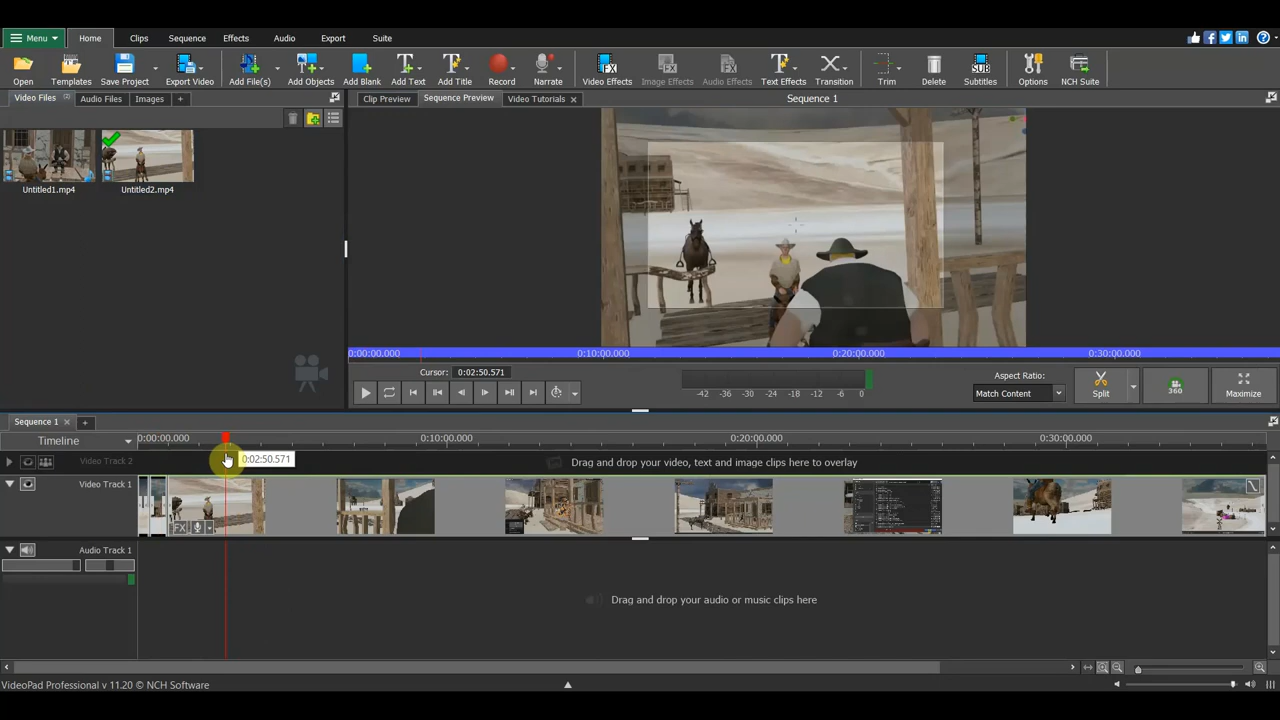 Menu Home Clips Sequence Effects Audio Export Suite
Open Templates Save Project Export Video Add File(s) Add Objects Add Blank Add Text Add Title Record Narrate Video Effects Image Effects Audio Effects Text Effects Transition Trim Delete Subtitles Options NCH Suite
Video Files Audio Files Images + Clip Preview Sequence Preview Video Tutorials Sequence 1
Untitled1.mp4 Untitled2.mp4
0:00:00.000 0:10:00.000 0:20:00.000 0:30:00.000
Cursor: 0:02:50.571
-42 -36 -30 -24 -18 -12 -6 0
Aspect Ratio:
Match Content
Split 360 Maximize
Sequence 1 +
Timeline 0:00:00.000 0:10:00.000 0:20:00.000 0:30:00.000
Video Track 2 0:02:50.571 Drag and drop your video, text and image clips here to overlay
Video Track 1
FX
Audio Track 1
Drag and drop your audio or music clips here
VideoPad Professional v 11.20 © NCH Software